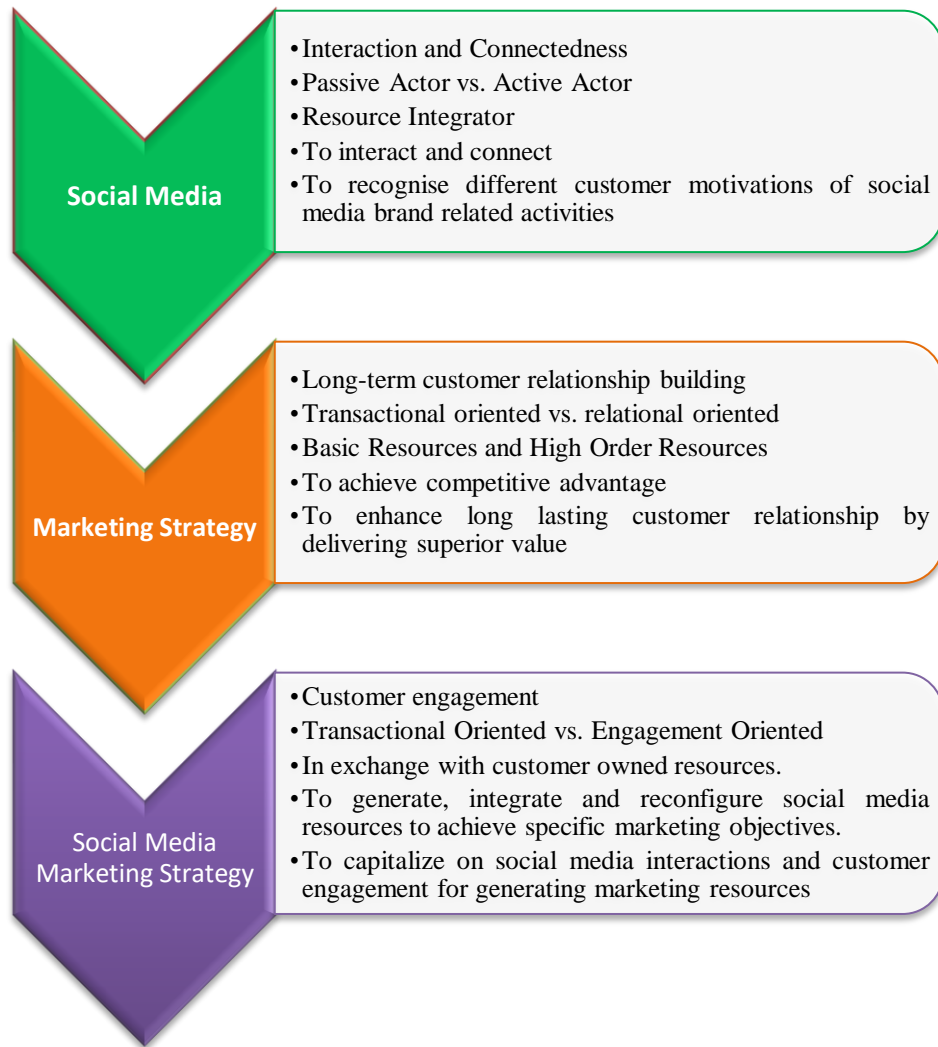 Social Media
•Interaction and Connectedness
•Passive Actor vs. Active Actor
•Resource Integrator
•To interact and connect
•To recognise different customer motivations of social
media brand related activities
Marketing Strategy
•Long-term customer relationship building
•Transactional oriented vs. relational oriented
•Basic Resources and High Order Resources
•To achieve competitive advantage
•To enhance long lasting customer relationship by
delivering superior value
Social Media
Marketing Strategy
•Customer engagement
•Transactional Oriented vs. Engagement Oriented
•In exchange with customer owned resources.
•To generate, integrate and reconfigure social media
resources to achieve specific marketing objectives.
•To capitalize on social media interactions and customer
engagement for generating marketing resources